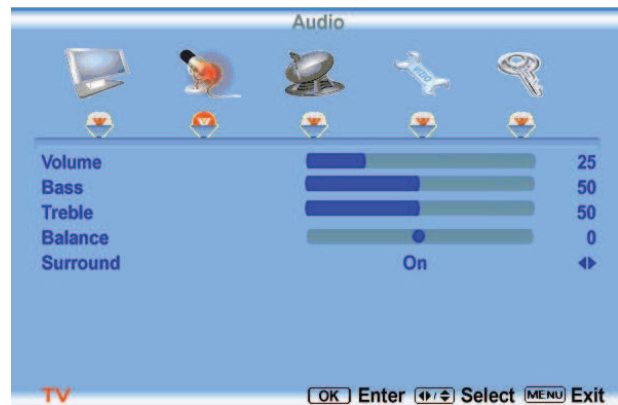 Audio
Volume 25
Bass 50
Treble 50
Balance 0
Surround On
TV OK Enter Select MENU Exit